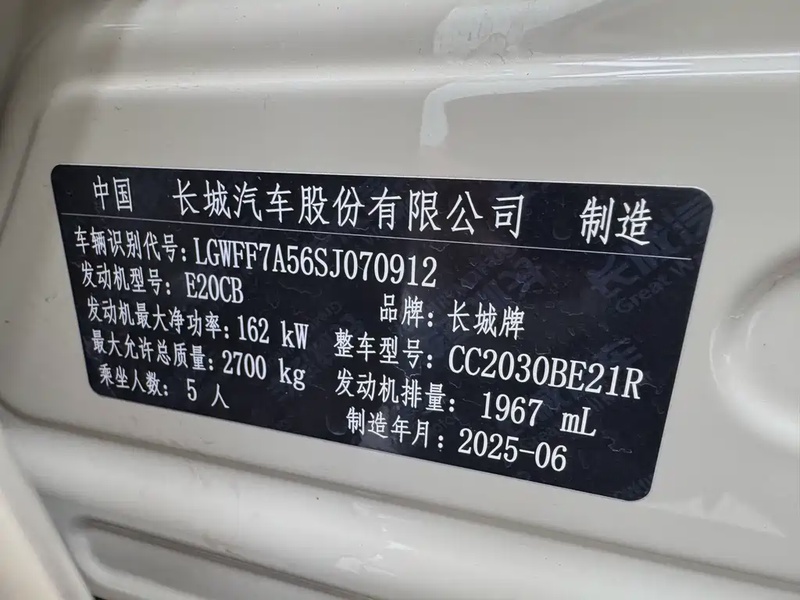 中国 长城汽车股份有限公司 制造
车辆识别代号: LGWFF7A56SJ070912
发动机型号: E20CB
品牌: 长城牌
发动机最大净功率: 162 kW
整车型号: CC2030BE21R
最大允许总质量: 2700 kg
发动机排量: 1967 mL
乘坐人数: 5 人
制造年月: 2025-06
Great W